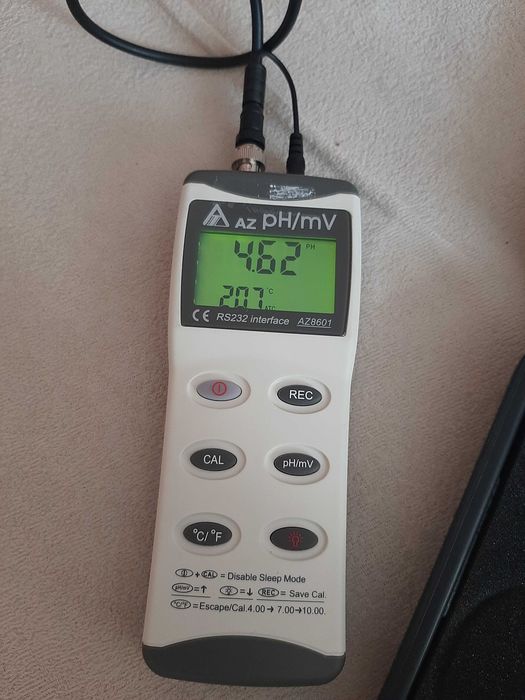 AZ pH/mV
4.62 PH
20.7 °C
ATC
CE RS232 interface AZ8601
REC
CAL pH/mV
°C/°F
+ CAL = Disable Sleep Mode
pH/mV = ↑ = ↓ REC = Save Cal.
°C/°F = Escape/Cal.4.00 → 7.00→10.00.